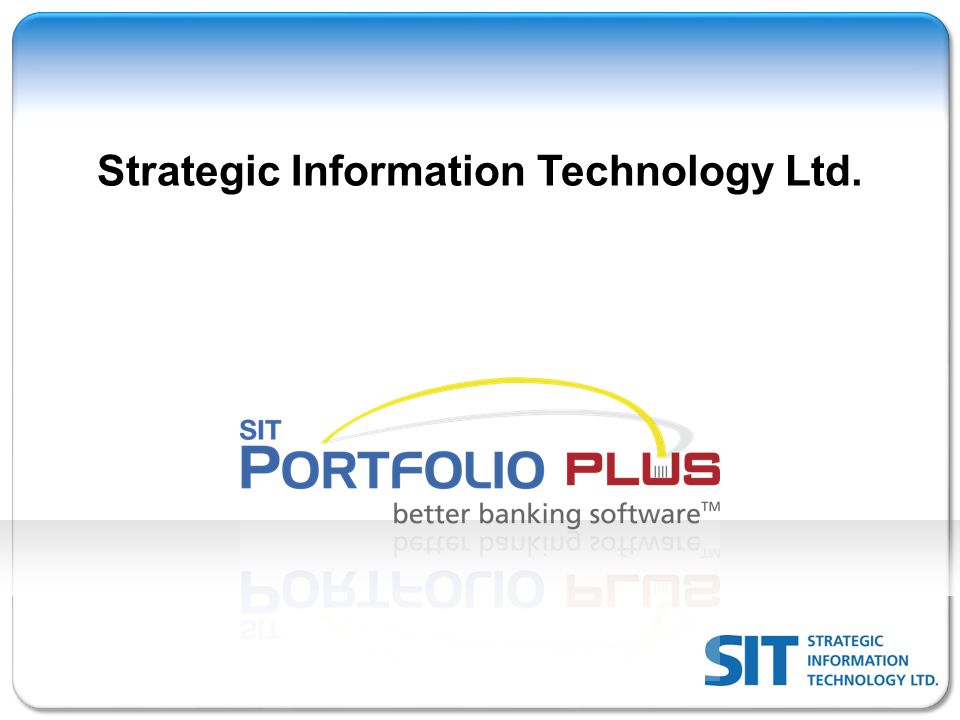 Strategic Information Technology Ltd.
SIT
PORTFOLIO PLUS
better banking software™
SIT
STRATEGIC
INFORMATION
TECHNOLOGY LTD.